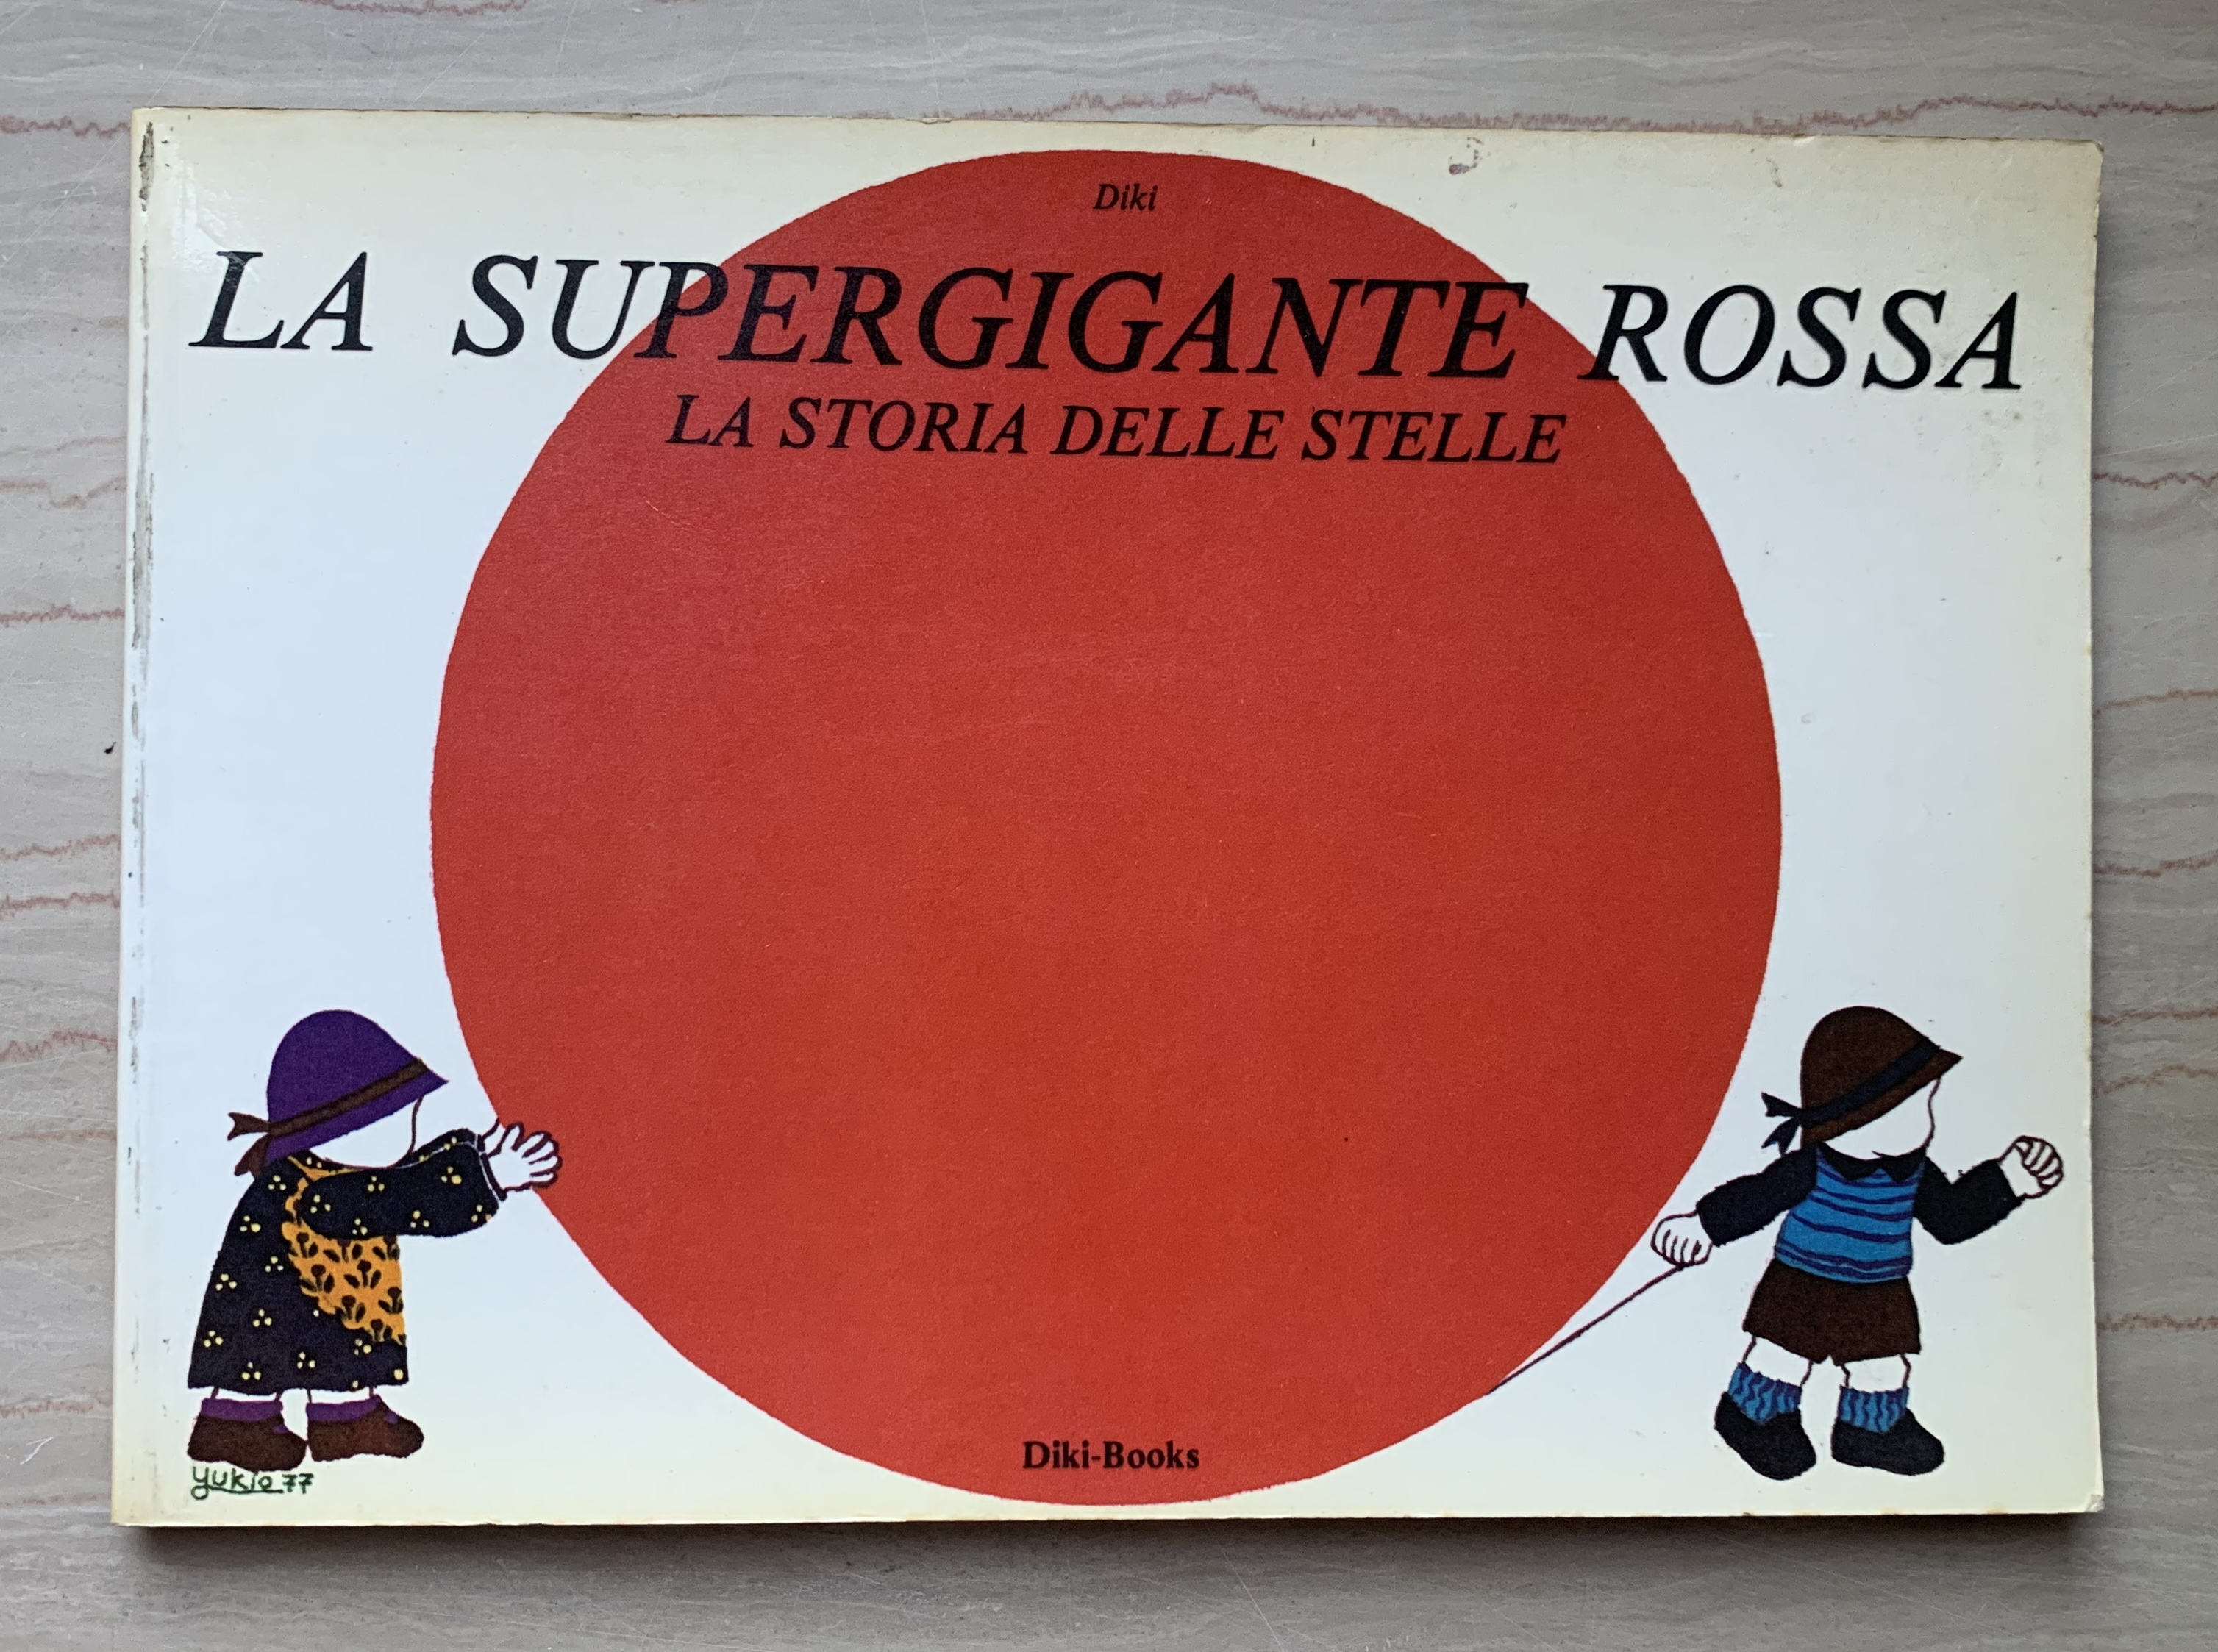 Diki
LA SUPERGIGANTE ROSSA
LA STORIA DELLE STELLE
Diki-Books
yukio 77